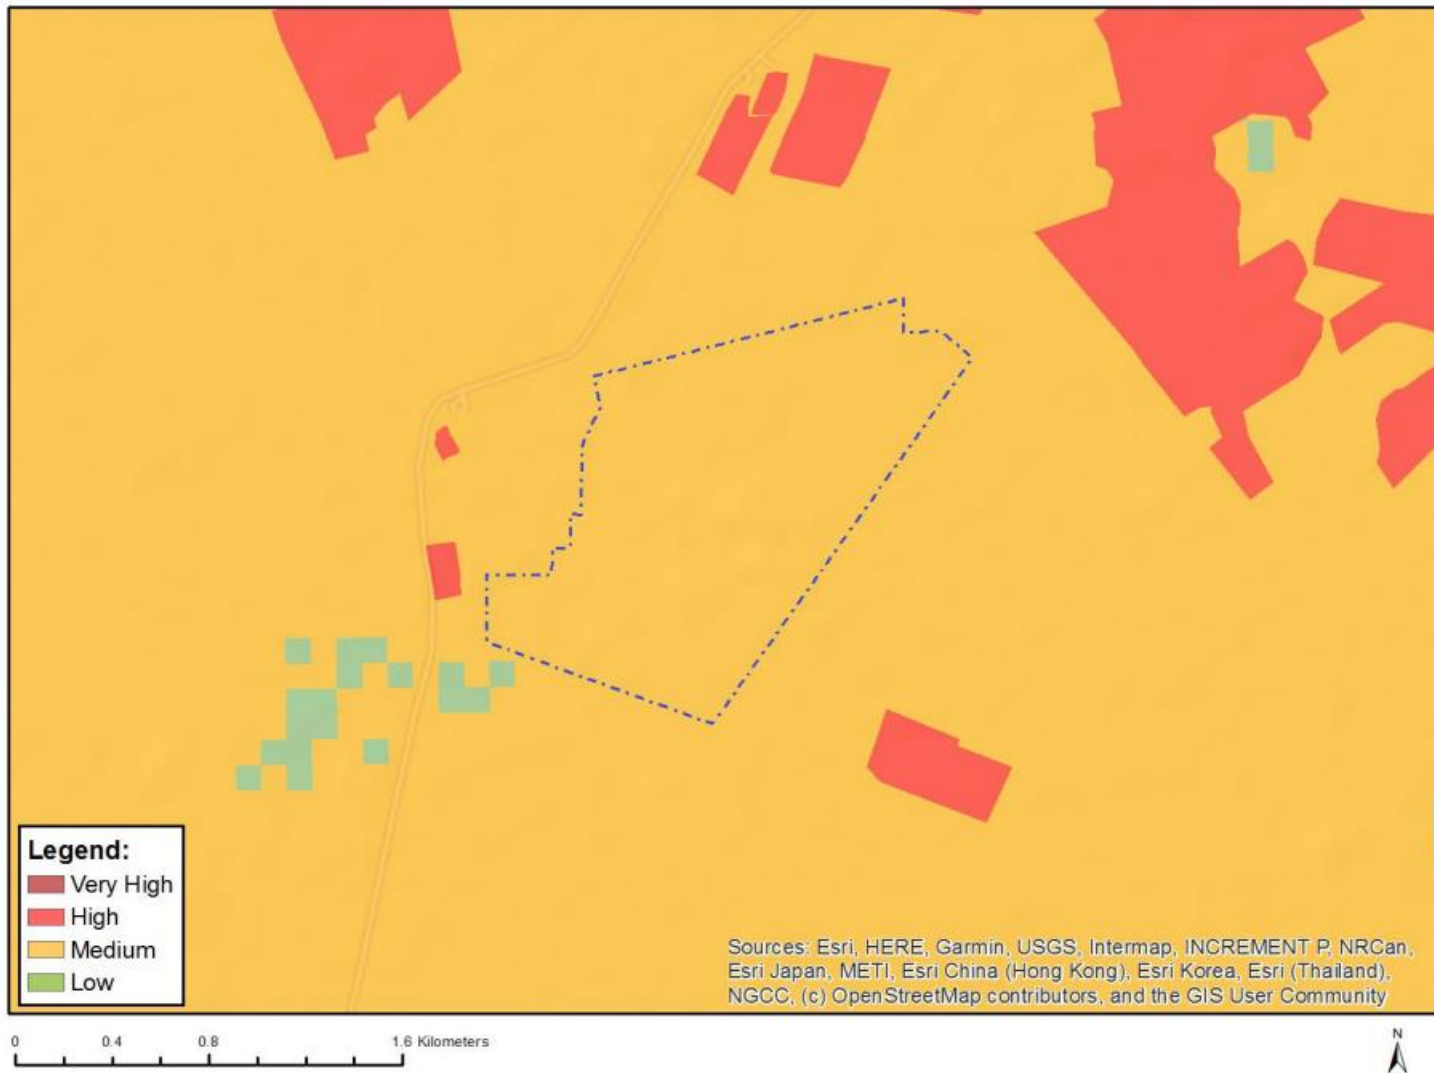 Legend:
Very High
High
Medium
Low
Sources: Esri, HERE, Garmin, USGS, Intermap, INCREMENT P, NRCan,
Esri Japan, METI, Esri China (Hong Kong), Esri Korea, Esri (Thailand),
NGCC, (c) OpenStreetMap contributors, and the GIS User Community
0 0.4 0.8 1.6 Kilometers
N